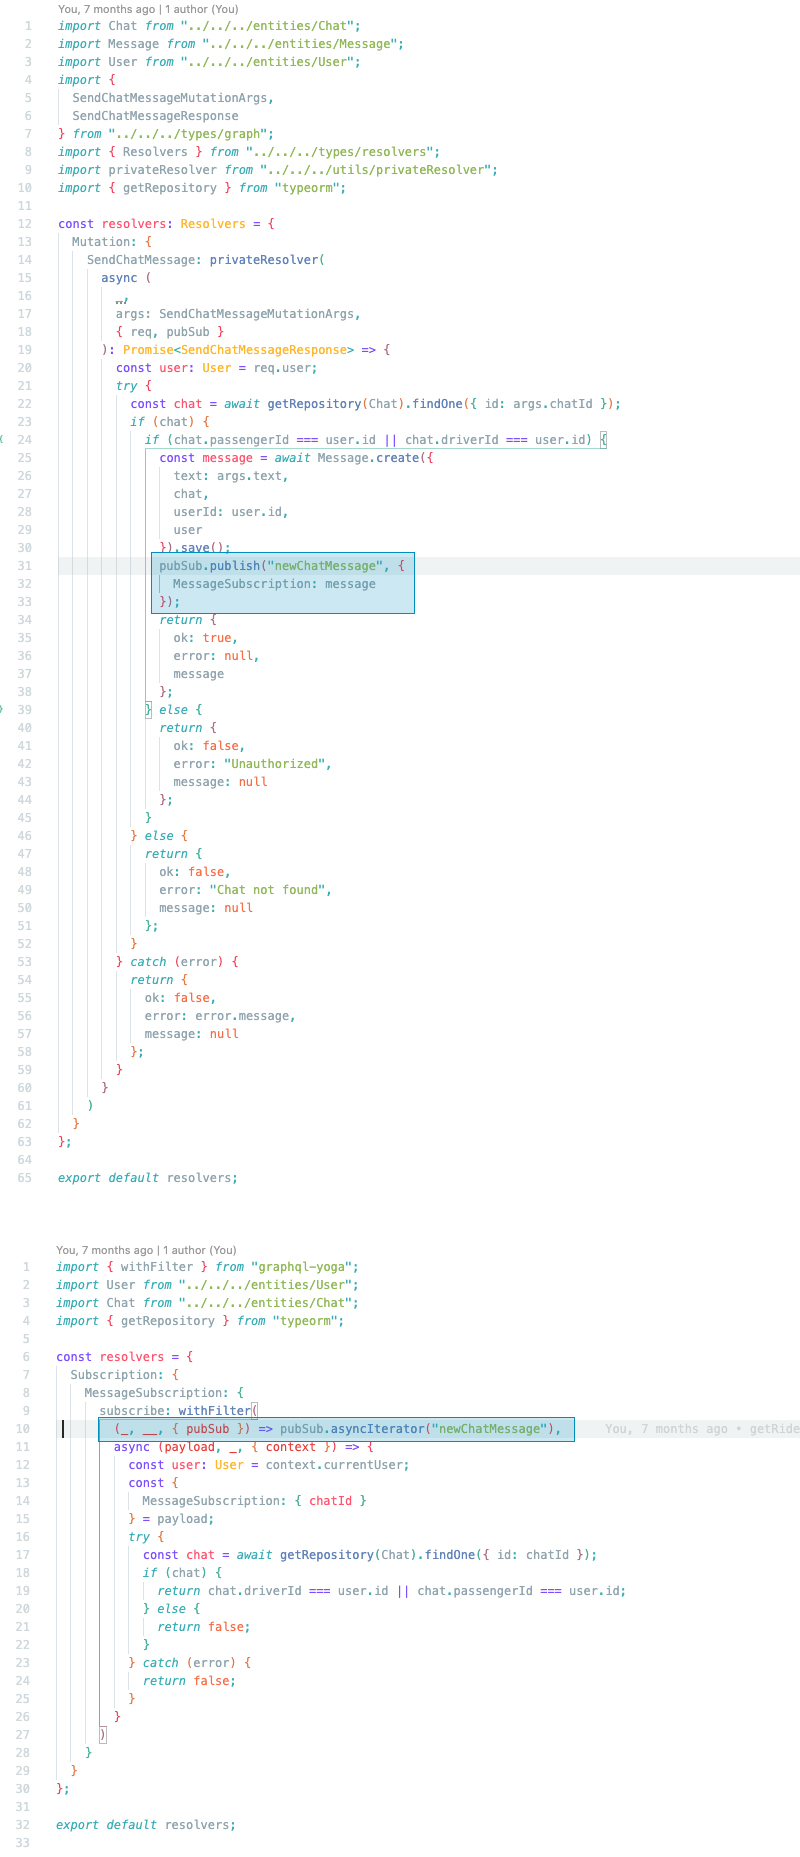 You, 7 months ago | 1 author (You)
1 import Chat from "../../../entities/Chat";
2 import Message from "../../../entities/Message";
3 import User from "../../../entities/User";
4 import {
5 SendChatMessageMutationArgs,
6 SendChatMessageResponse
7 } from "../../../types/graph";
8 import { Resolvers } from "../../../types/resolvers";
9 import privateResolver from "../../../utils/privateResolver";
10 import { getRepository } from "typeorm";
11
12 const resolvers: Resolvers = {
13 Mutation: {
14 SendChatMessage: privateResolver(
15 async (
16 _,
17 args: SendChatMessageMutationArgs,
18 { req, pubSub }
19 ): Promise<SendChatMessageResponse> => {
20 const user: User = req.user;
21 try {
22 const chat = await getRepository(Chat).findOne({ id: args.chatId });
23 if (chat) {
24 if (chat.passengerId === user.id || chat.driverId === user.id) {
25 const message = await Message.create({
26 text: args.text,
27 chat,
28 userId: user.id,
29 user
30 }).save();
31 pubSub.publish("newChatMessage", {
32 MessageSubscription: message
33 });
34 return {
35 ok: true,
36 error: null,
37 message
38 };
39 } else {
40 return {
41 ok: false,
42 error: "Unauthorized",
43 message: null
44 };
45 }
46 } else {
47 return {
48 ok: false,
49 error: "Chat not found",
50 message: null
51 };
52 }
53 } catch (error) {
54 return {
55 ok: false,
56 error: error.message,
57 message: null
58 };
59 }
60 }
61 )
62 }
63 };
64
65 export default resolvers;
You, 7 months ago | 1 author (You)
1 import { withFilter } from "graphql-yoga";
2 import User from "../../../entities/User";
3 import Chat from "../../../entities/Chat";
4 import { getRepository } from "typeorm";
5
6 const resolvers = {
7 Subscription: {
8 MessageSubscription: {
9 subscribe: withFilter(
10 (_, __, { pubSub }) => pubSub.asyncIterator("newChatMessage"), You, 7 months ago • getRide
11 async (payload, _, { context }) => {
12 const user: User = context.currentUser;
13 const {
14 MessageSubscription: { chatId }
15 } = payload;
16 try {
17 const chat = await getRepository(Chat).findOne({ id: chatId });
18 if (chat) {
19 return chat.driverId === user.id || chat.passengerId === user.id;
20 } else {
21 return false;
22 }
23 } catch (error) {
24 return false;
25 }
26 }
27 )
28 }
29 }
30 };
31
32 export default resolvers;
33